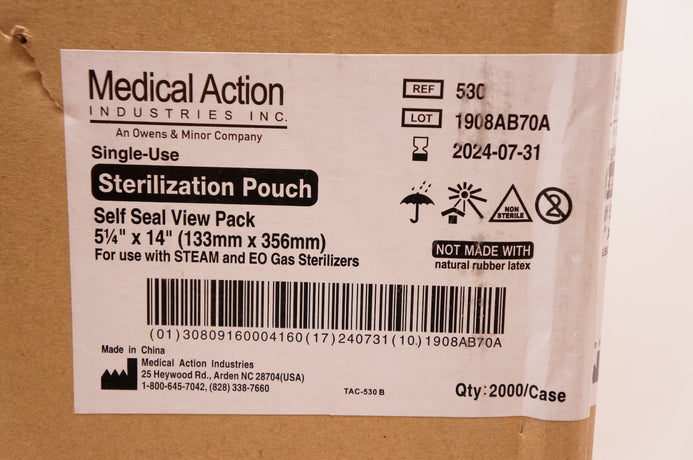 Medical Action
INDUSTRIES INC.
An Owens & Minor Company
Single-Use
Sterilization Pouch
Self Seal View Pack
5¼" x 14" (133mm x 356mm)
For use with STEAM and EO Gas Sterilizers
REF 530
LOT 1908AB70A
2024-07-31
NON
STERILE
2
NOT MADE WITH
natural rubber latex
(01)30809160004160(17)240731(10.)1908AB70A
Made in China
Medical Action Industries
25 Heywood Rd., Arden NC 28704(USA)
1-800-645-7042, (828) 338-7660
TAC-530 B
Qty:2000/Case